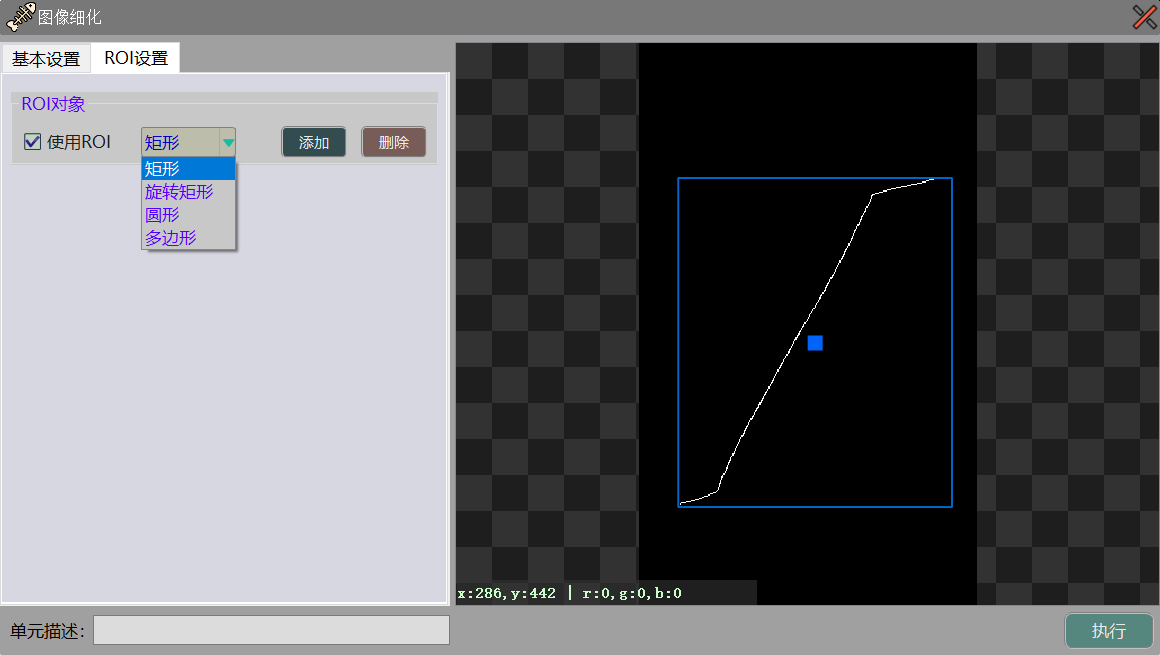 图像细化
基本设置 ROI设置
ROI对象
使用ROI 矩形 添加 删除
矩形
旋转矩形
圆形
多边形
x:286,y:442 | r:0,g:0,b:0
单元描述: 执行